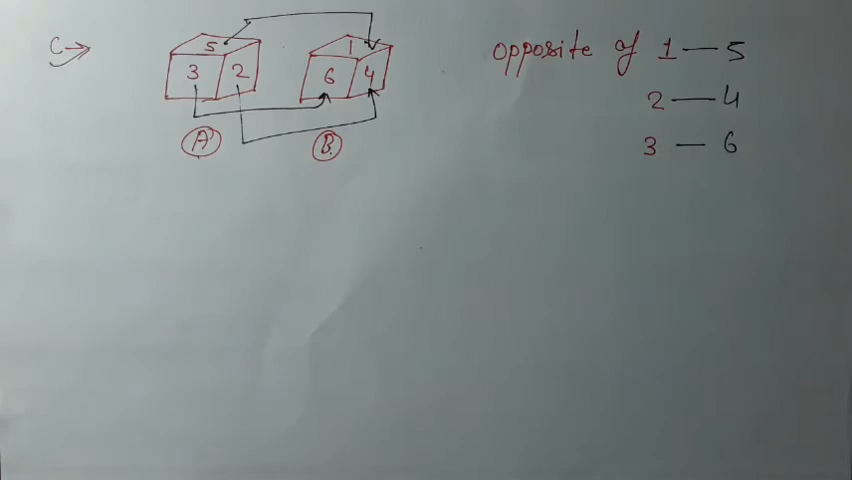 C→
5
3 2
1
6 4
A
B
opposite of 1 — 5
2 — 4
3 — 6